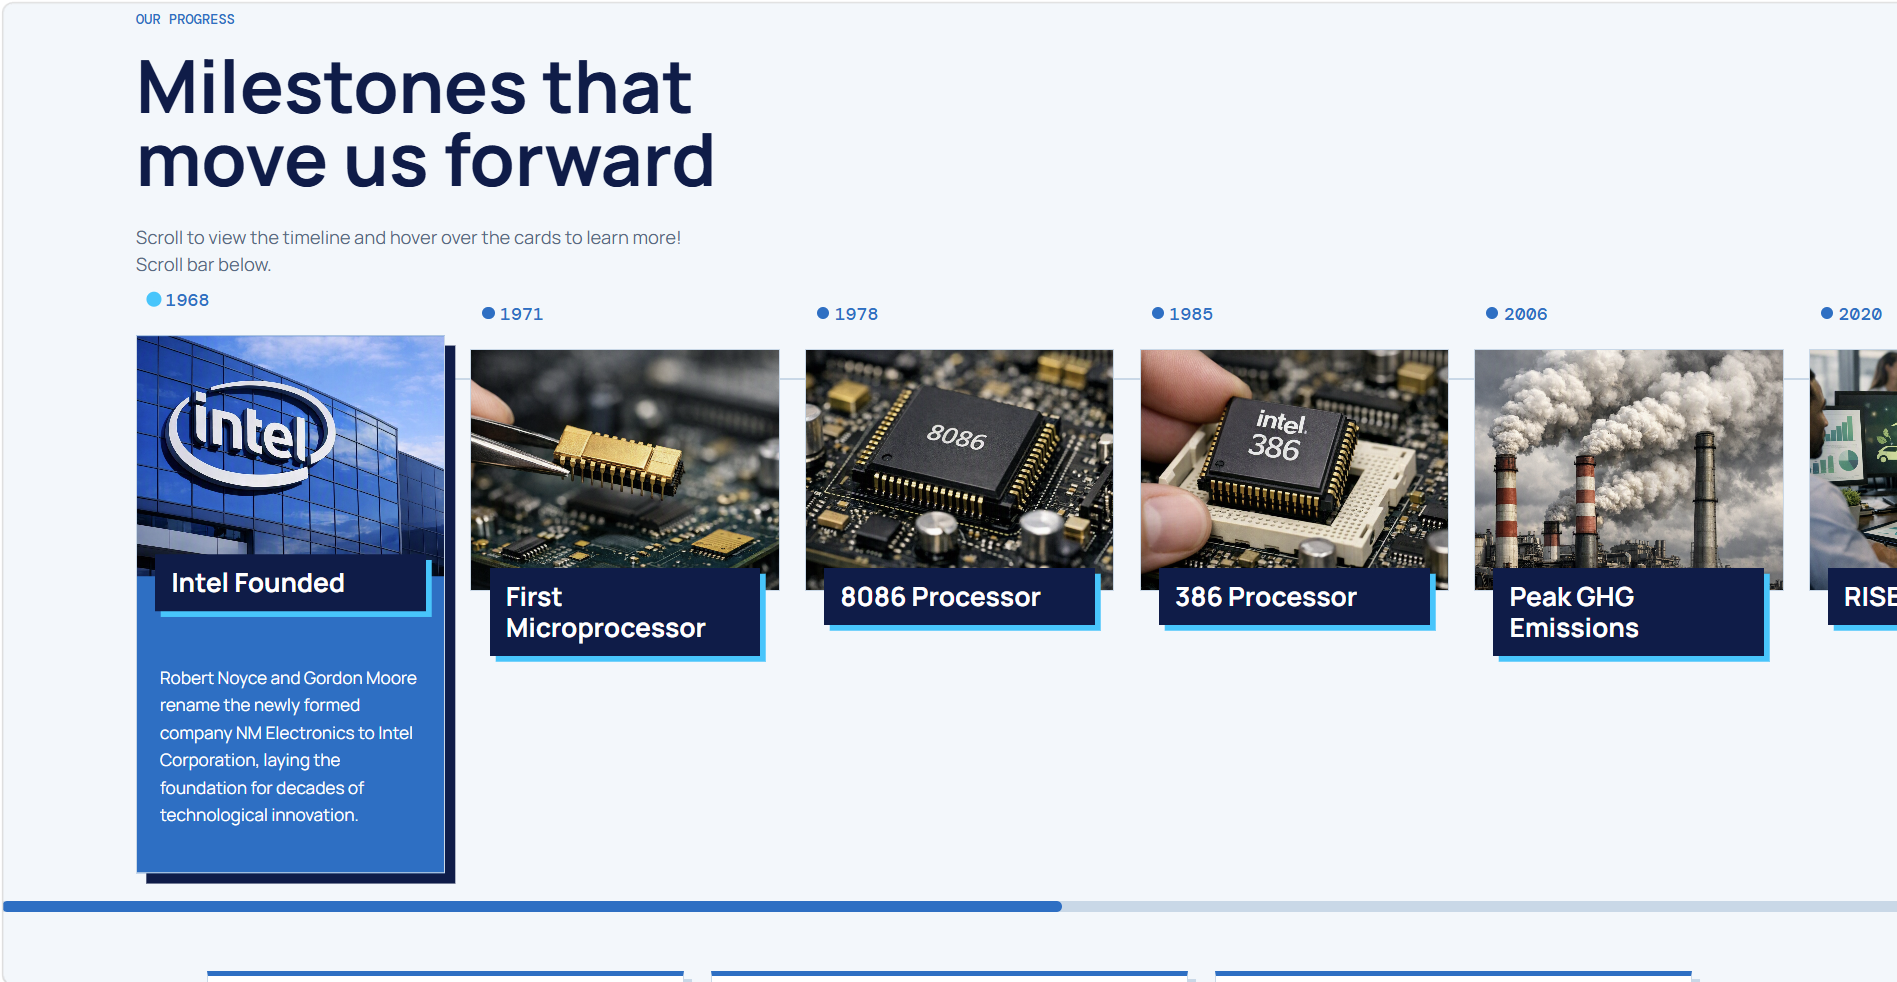 OUR PROGRESS
Milestones that
move us forward
Scroll to view the timeline and hover over the cards to learn more!
Scroll bar below.
1968
1971
1978
1985
2006
2020
intel
8086
intel.
386
Intel Founded
First
Microprocessor
8086 Processor
386 Processor
Peak GHG
Emissions
RISE
Robert Noyce and Gordon Moore
rename the newly formed
company NM Electronics to Intel
Corporation, laying the
foundation for decades of
technological innovation.